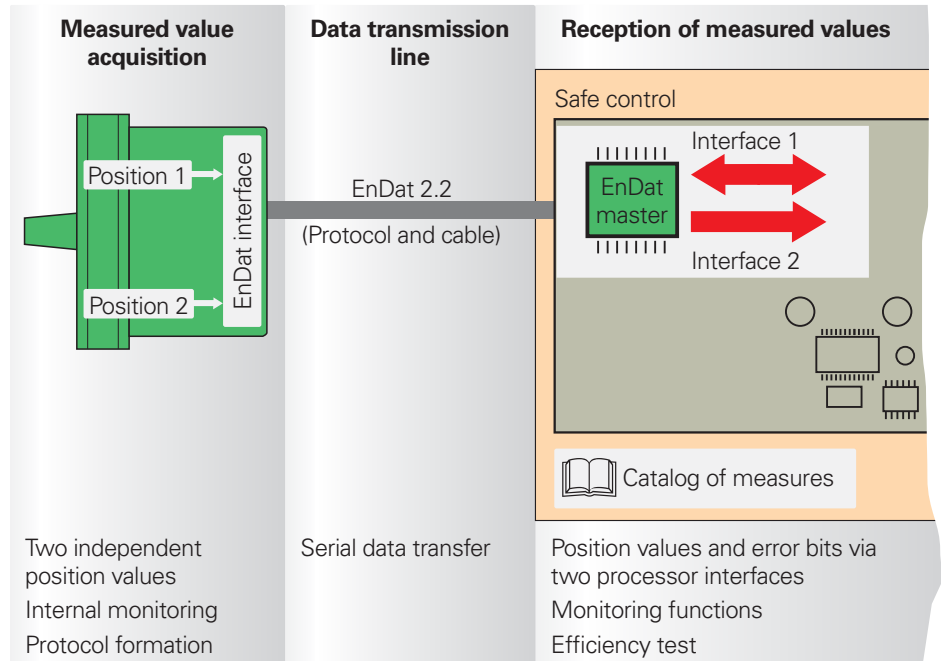 Measured value
acquisition
Data transmission
line
Reception of measured values
Safe control
Position 1
Position 2
EnDat interface
EnDat 2.2
(Protocol and cable)
EnDat
master
Interface 1
Interface 2
Catalog of measures
Two independent
position values
Internal monitoring
Protocol formation
Serial data transfer
Position values and error bits via
two processor interfaces
Monitoring functions
Efficiency test